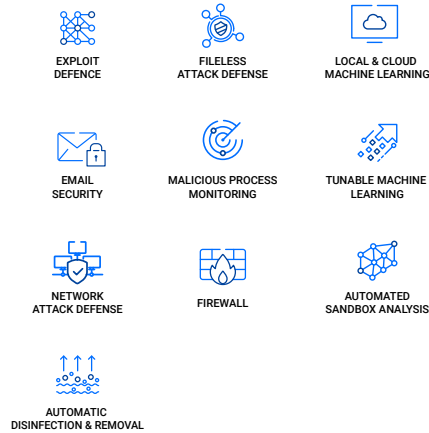 EXPLOIT
DEFENCE
FILELESS
ATTACK DEFENSE
LOCAL & CLOUD
MACHINE LEARNING
EMAIL
SECURITY
MALICIOUS PROCESS
MONITORING
TUNABLE MACHINE
LEARNING
NETWORK
ATTACK DEFENSE
FIREWALL
AUTOMATED
SANDBOX ANALYSIS
AUTOMATIC
DISINFECTION & REMOVAL